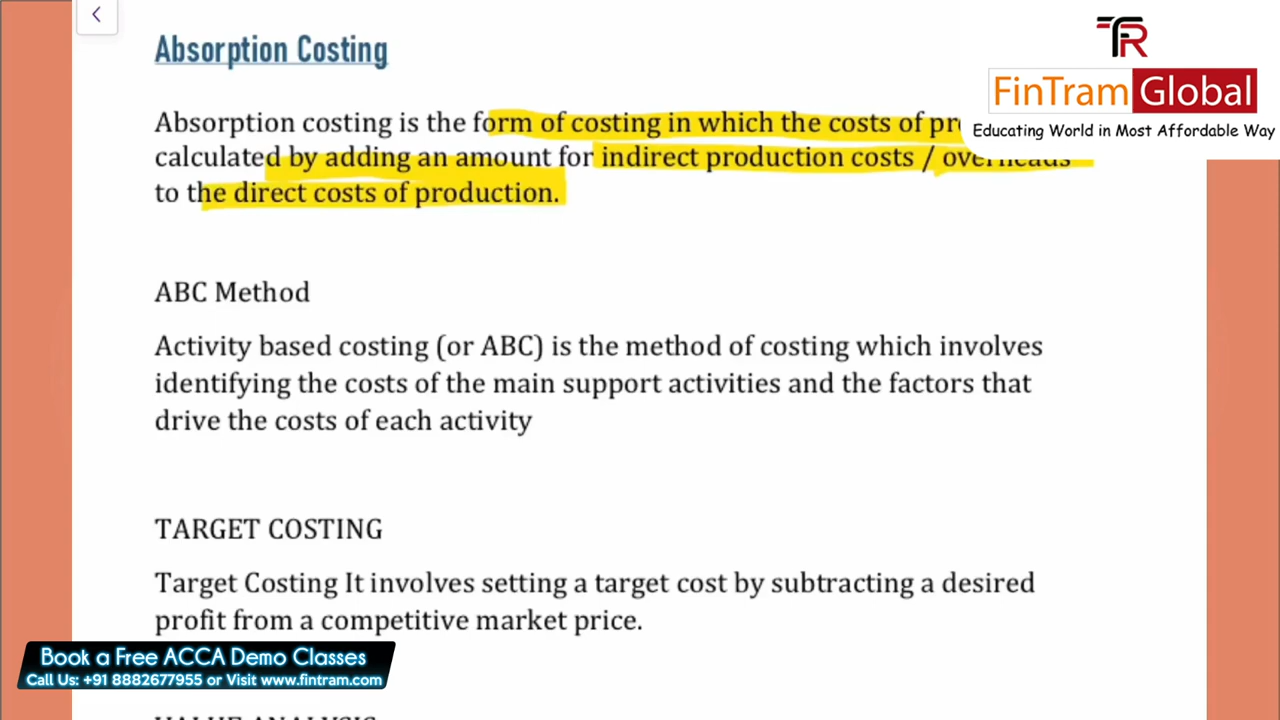 Absorption Costing
TR
FinTram Global
Educating World in Most Affordable Way
Absorption costing is the form of costing in which the costs of
calculated by adding an amount for indirect production costs / overheads
to the direct costs of production.
ABC Method
Activity based costing (or ABC) is the method of costing which involves
identifying the costs of the main support activities and the factors that
drive the costs of each activity
TARGET COSTING
Target Costing It involves setting a target cost by subtracting a desired
profit from a competitive market price.
Book a Free ACCA Demo Classes
Call Us: +91 8882677955 or Visit www.fintram.com
VALUE ANALYSIS